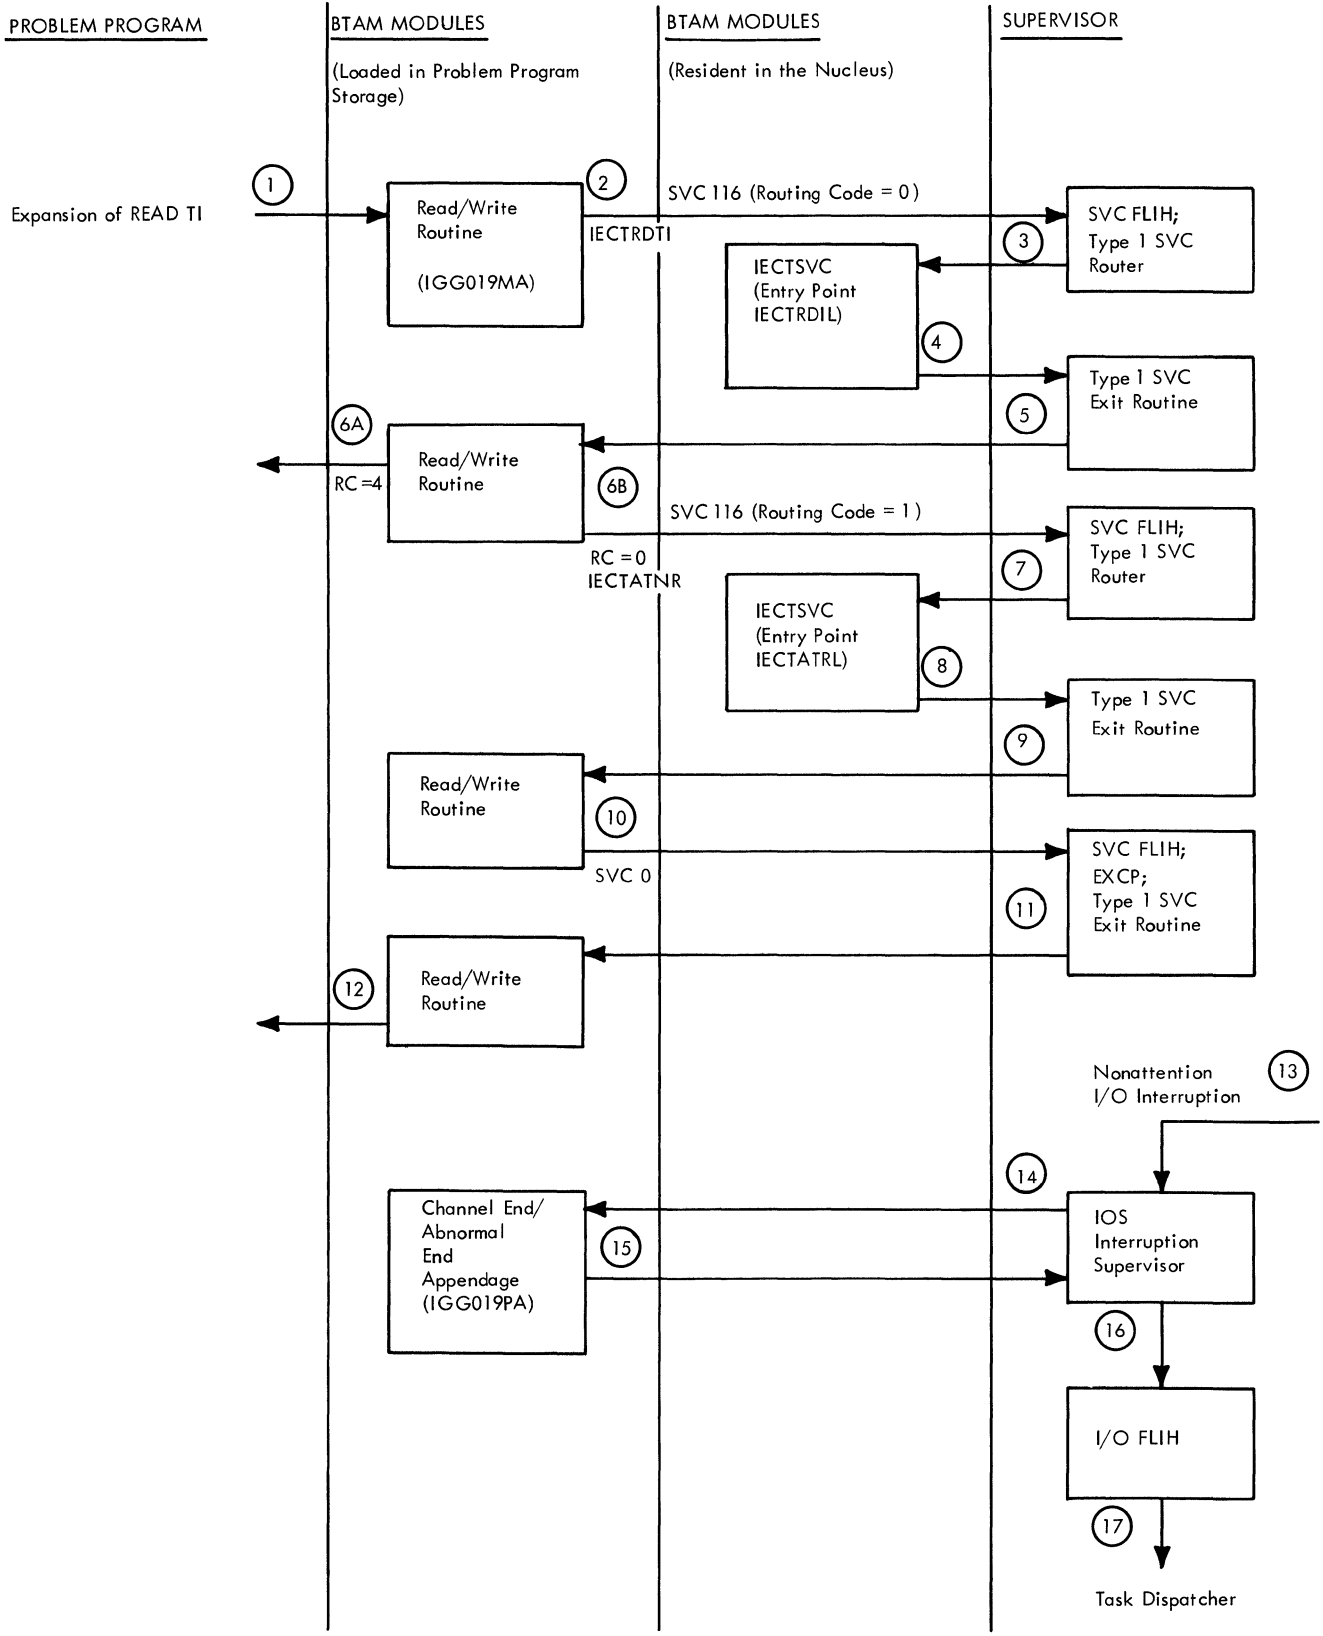 PROBLEM PROGRAM
BTAM MODULES
BTAM MODULES
SUPERVISOR
(Loaded in Problem Program
Storage)
(Resident in the Nucleus)
1
Expansion of READ TI
Read/Write
Routine
(IGG019MA)
2
IECTRDTI
SVC 116 (Routing Code = 0)
SVC FLIH;
Type 1 SVC
Router
3
IECTSVC
(Entry Point
IECTRDIL)
4
Type 1 SVC
Exit Routine
5
6A
RC =4
Read/Write
Routine
6B
SVC 116 (Routing Code = 1)
RC = 0
IECTATNR
SVC FLIH;
Type 1 SVC
Router
7
IECTSVC
(Entry Point
IECTATRL)
8
Type 1 SVC
Exit Routine
9
Read/Write
Routine
10
SVC 0
SVC FLIH;
EXCP;
Type 1 SVC
Exit Routine
11
Read/Write
Routine
12
Nonattention
I/O Interruption
13
14
Channel End/
Abnormal
End
Appendage
(IGG019PA)
15
IOS
Interruption
Supervisor
16
I/O FLIH
17
Task Dispatcher